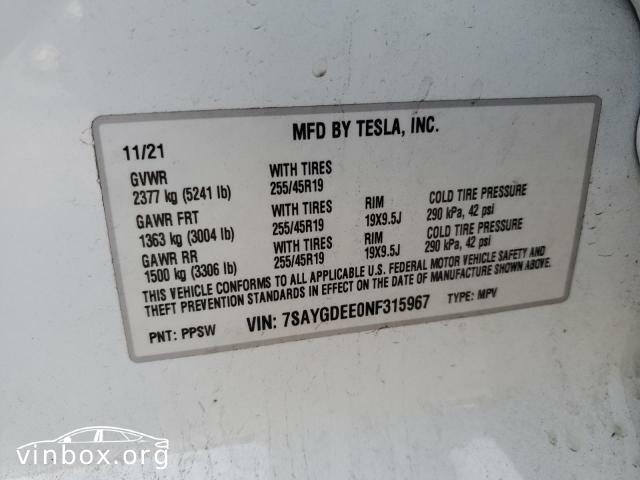 MFD BY TESLA, INC.
11/21
GVWR WITH TIRES
2377 kg (5241 lb) 255/45R19
GAWR FRT WITH TIRES RIM COLD TIRE PRESSURE
1363 kg (3004 lb) 255/45R19 19X9.5J 290 kPa, 42 psi
GAWR RR WITH TIRES RIM COLD TIRE PRESSURE
1500 kg (3306 lb) 255/45R19 19X9.5J 290 kPa, 42 psi
THIS VEHICLE CONFORMS TO ALL APPLICABLE U.S. FEDERAL MOTOR VEHICLE SAFETY AND
THEFT PREVENTION STANDARDS IN EFFECT ON THE DATE OF MANUFACTURE SHOWN ABOVE.
PNT: PPSW VIN: 7SAYGDEE0NF315967 TYPE: MPV
vinbox.org